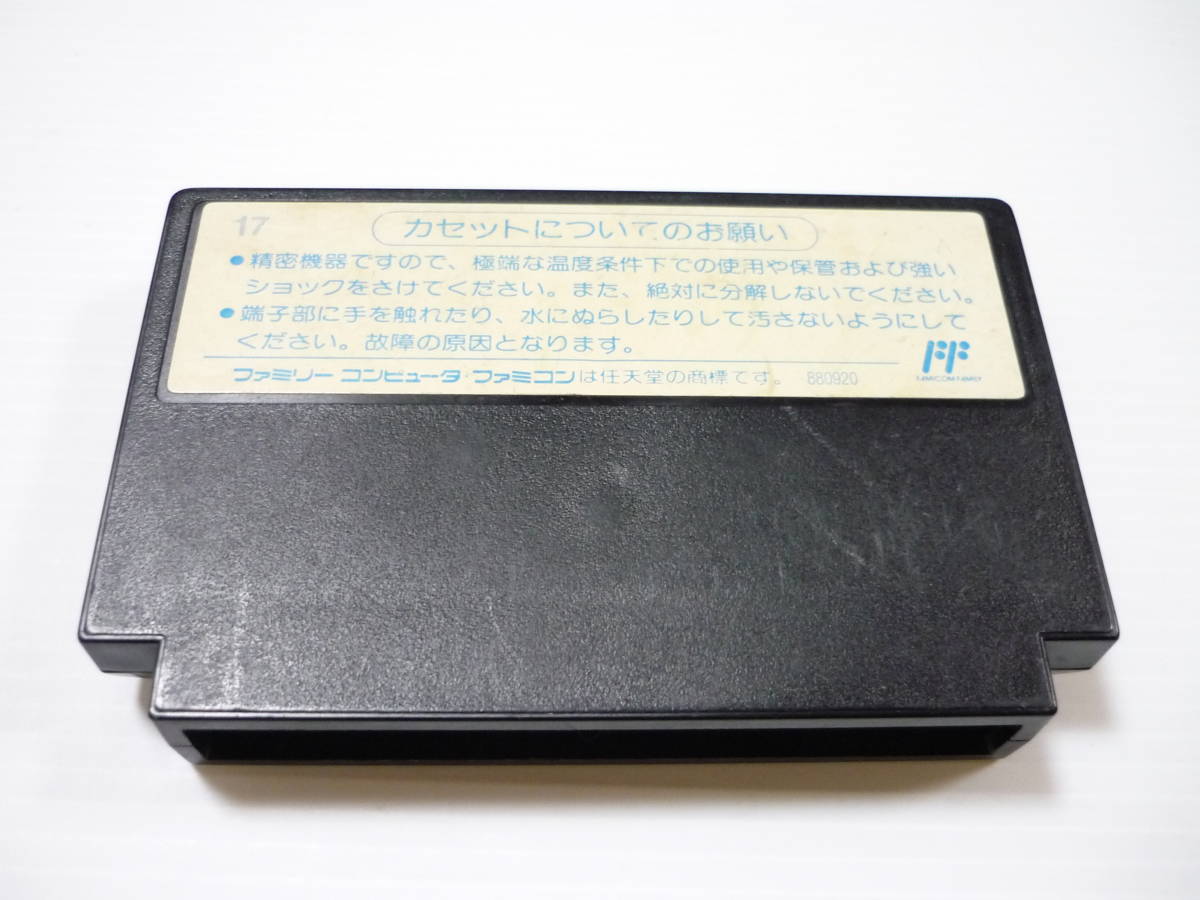 17
カセットについてのお願い
●精密機器ですので、極端な温度条件下での使用や保管および強い
ショックをさけてください。また、絶対に分解しないでください。
●端子部に手を触れたり、水にぬらしたりして汚さないようにして
ください。故障の原因となります。
FF
ファミリーコンピュータ ファミコンは任天堂の商標です。 880920